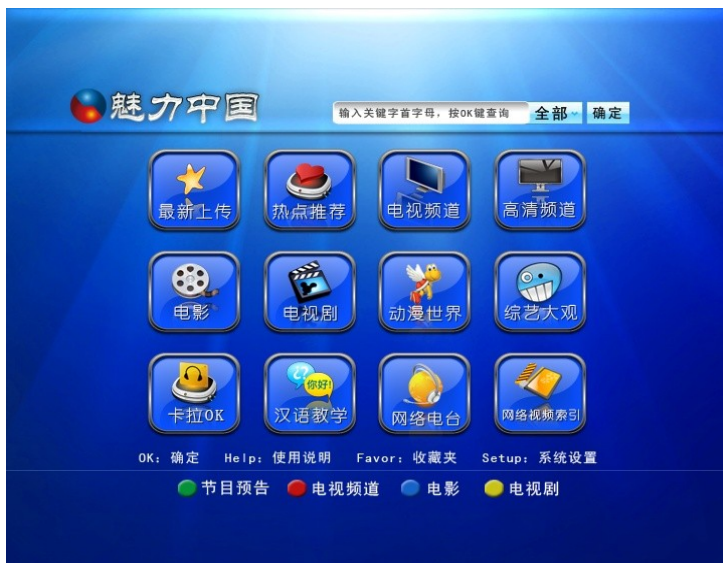 魅力中国
输入关键字首字母，按OK键查询 全部 确定
最新上传 热点推荐 电视频道 高清频道
你好!
电影 电视剧 动漫世界 综艺大观
卡拉OK 汉语教学 网络电台 网络视频索引
OK: 确定 Help: 使用说明 Favor: 收藏夹 Setup: 系统设置
节目预告 电视频道 电影 电视剧